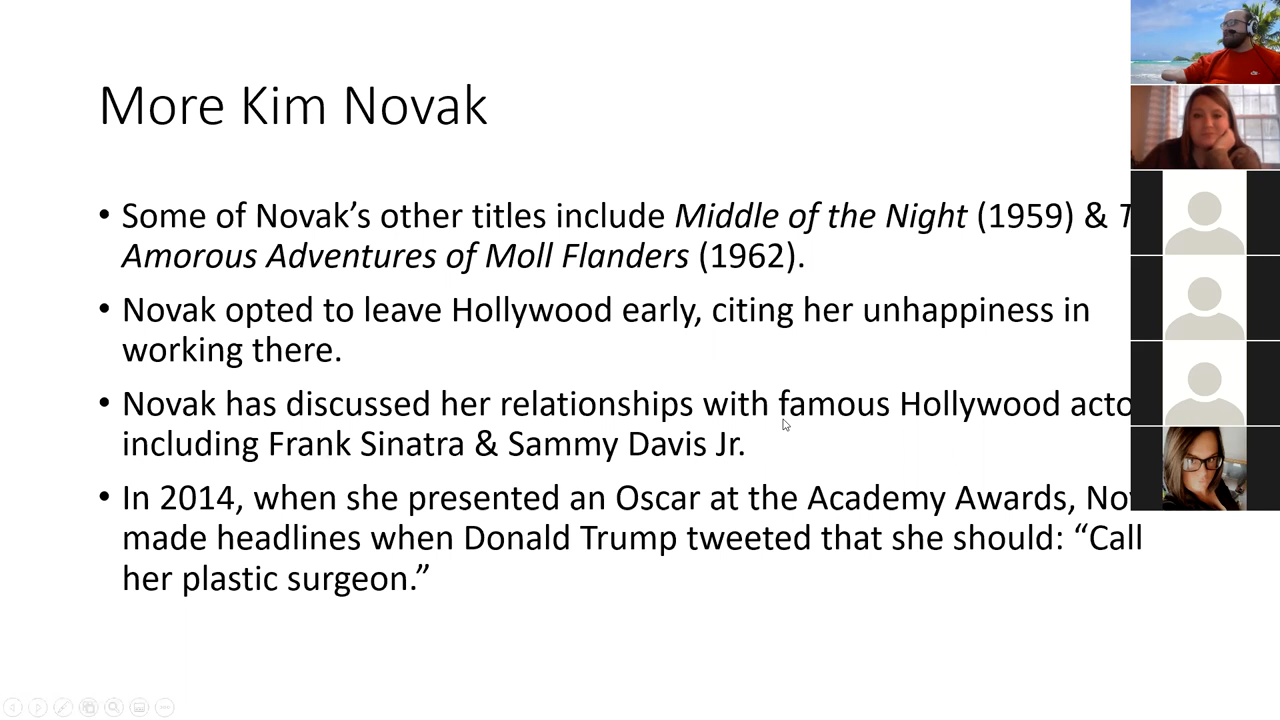 More Kim Novak
• Some of Novak’s other titles include Middle of the Night (1959) & T
Amorous Adventures of Moll Flanders (1962).
• Novak opted to leave Hollywood early, citing her unhappiness in
working there.
• Novak has discussed her relationships with famous Hollywood acto
including Frank Sinatra & Sammy Davis Jr.
• In 2014, when she presented an Oscar at the Academy Awards, No
made headlines when Donald Trump tweeted that she should: “Call
her plastic surgeon.”